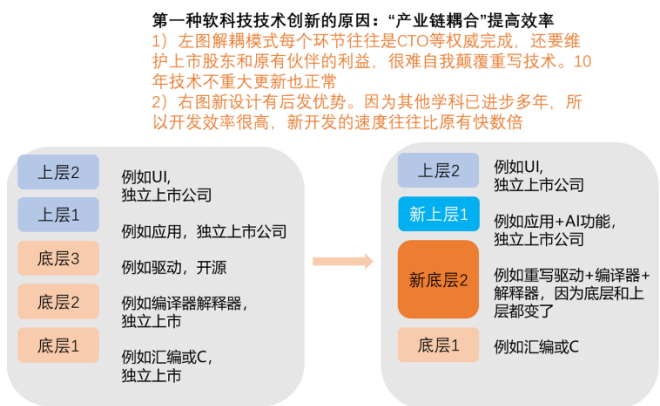 第一种软科技技术创新的原因：“产业链耦合”提高效率
1）左图解耦模式每个环节往往是CTO等权威完成，还要维
护上市股东和原有伙伴的利益，很难自我颠覆重写技术。10
年技术不重大更新也正常
2）右图新设计有后发优势。因为其他学科已进步多年，所
以开发效率很高，新开发的速度往往比原有快数倍
上层2
例如UI，
独立上市公司
上层1
例如应用，独立上市公司
底层3
例如驱动，开源
底层2
例如编译器解释器，
独立上市
底层1
例如汇编或C，
独立上市
上层2
例如UI，
独立上市公司
新上层1
例如应用+AI功能，
独立上市公司
新底层2
例如重写驱动+编译器+
解释器，因为底层和上
层都变了
底层1
例如汇编或C